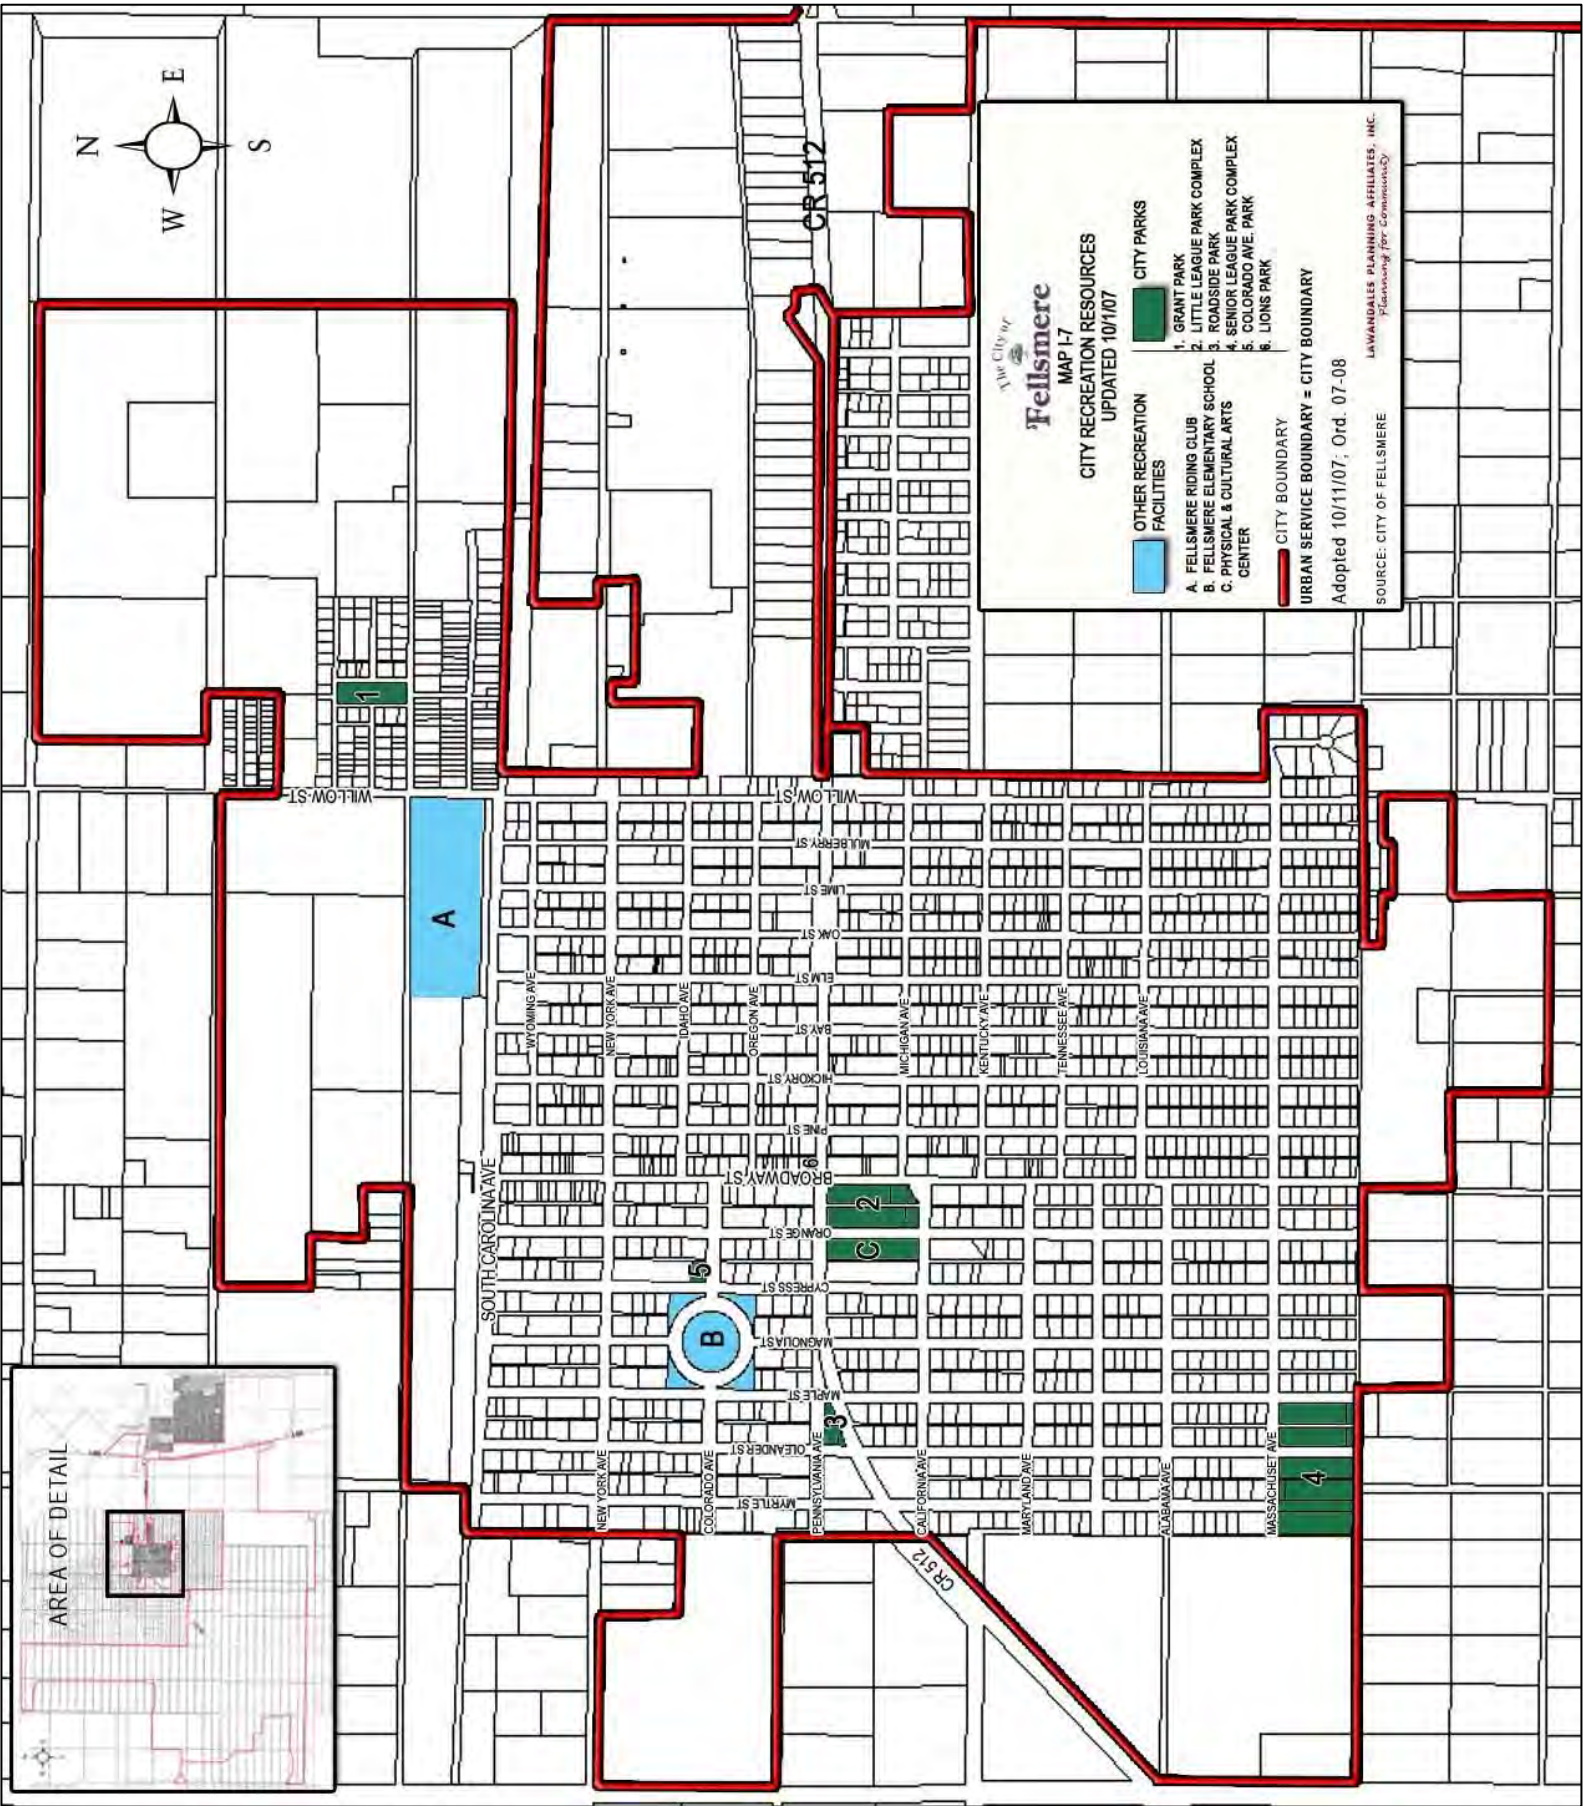 AREA OF DETAIL
N
W
E
S
The City of
Fellsmere
MAP I-7
CITY RECREATION RESOURCES
UPDATED 10/1/07
OTHER RECREATION
FACILITIES
A. FELLSMERE RIDING CLUB
B. FELLSMERE ELEMENTARY SCHOOL
C. PHYSICAL & CULTURAL ARTS
CENTER
CITY PARKS
1. GRANT PARK
2. LITTLE LEAGUE PARK COMPLEX
3. ROADSIDE PARK
4. SENIOR LEAGUE PARK COMPLEX
5. COLORADO AVE. PARK
6. LIONS PARK
CITY BOUNDARY
URBAN SERVICE BOUNDARY = CITY BOUNDARY
Adopted 10/11/07; Ord. 07-08
SOURCE: CITY OF FELLSMERE
LAWANDALES PLANNING AFFILIATES, INC.
Planning for Community
1
A
B
5
C
2
6
3
4
WILLOW ST
SOUTH CAROLINA AVE
WYOMING AVE
NEW YORK AVE
IDAHO AVE
OREGON AVE
MICHIGAN AVE
KENTUCKY AVE
TENNESSEE AVE
LOUISIANA AVE
NEW YORK AVE
COLORADO AVE
PENNSYLVANIA AVE
CALIFORNIA AVE
MARYLAND AVE
ALABAMA AVE
MASSACHUSET AVE
MYRTLE ST
OLEANDER ST
MAPLE ST
MAGNOLIA ST
CYPRESS ST
ORANGE ST
BROADWAY ST
PINE ST
HICKORY ST
BAY ST
ELM ST
OAK ST
LIME ST
MULBERRY ST
WILLOW ST
CR 512
CR 512